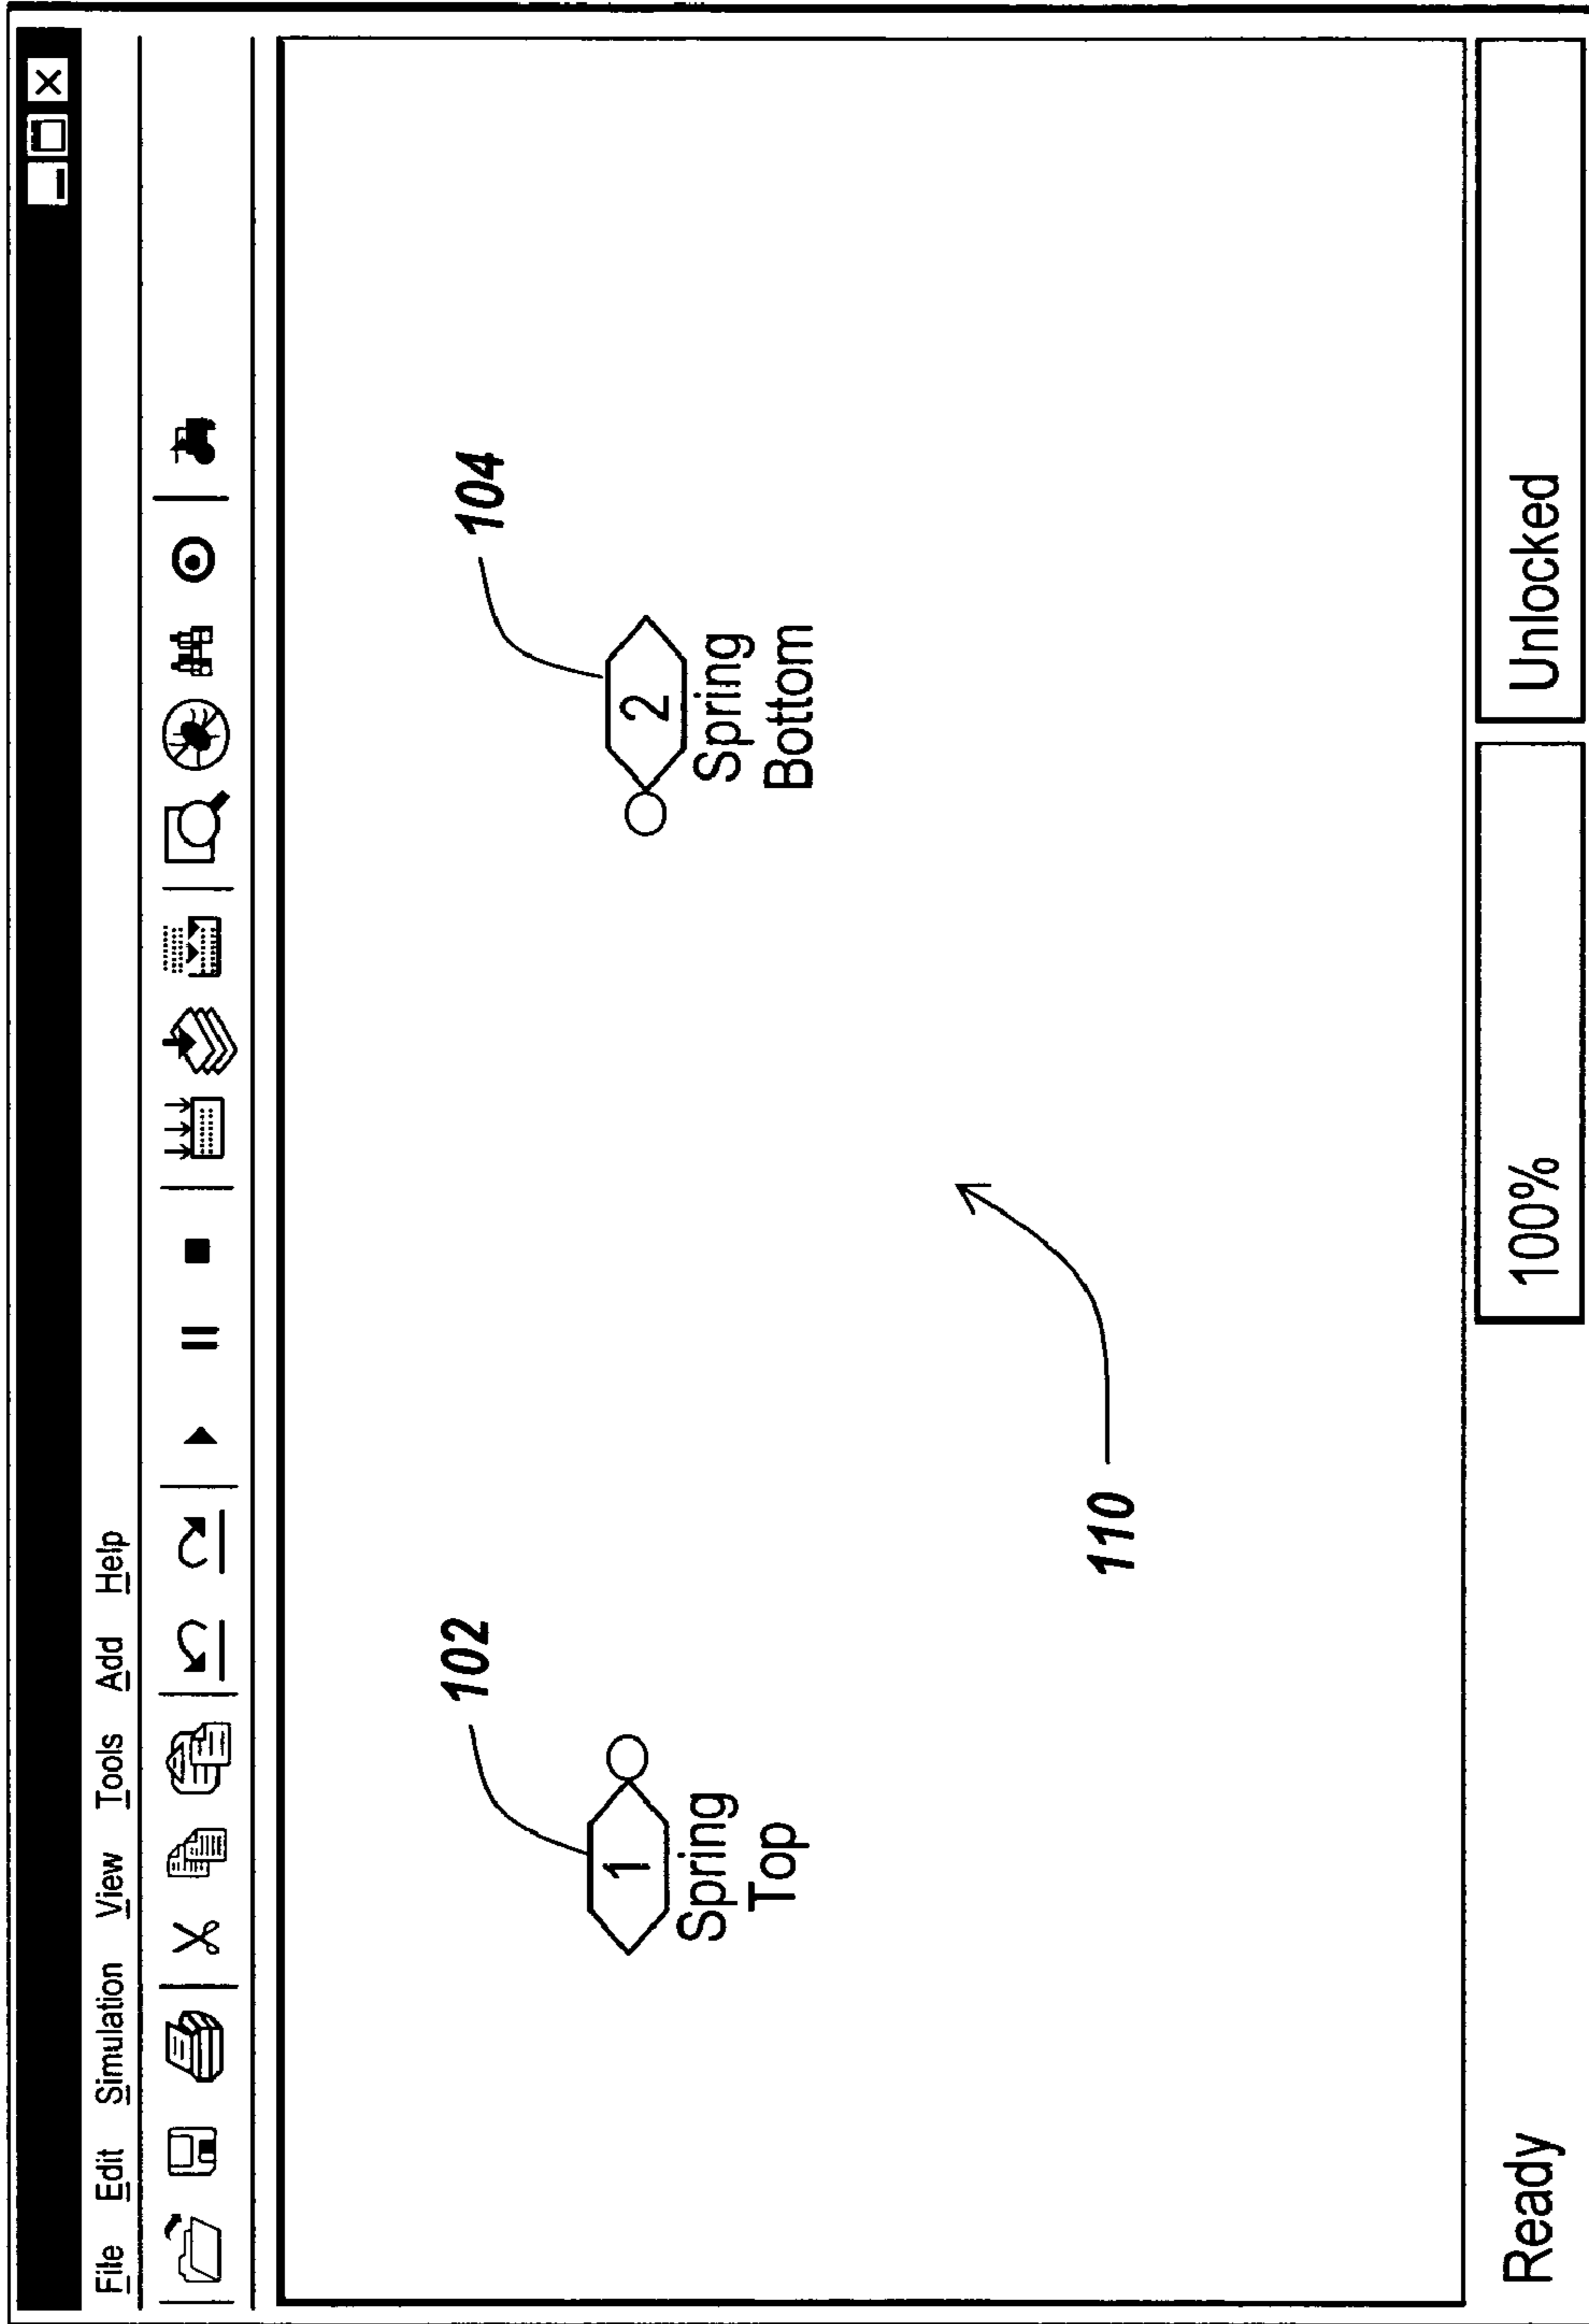 File Edit Simulation View Tools Add Help
102
1
Spring
Top
104
2
Spring
Bottom
110
Ready
100%
Unlocked